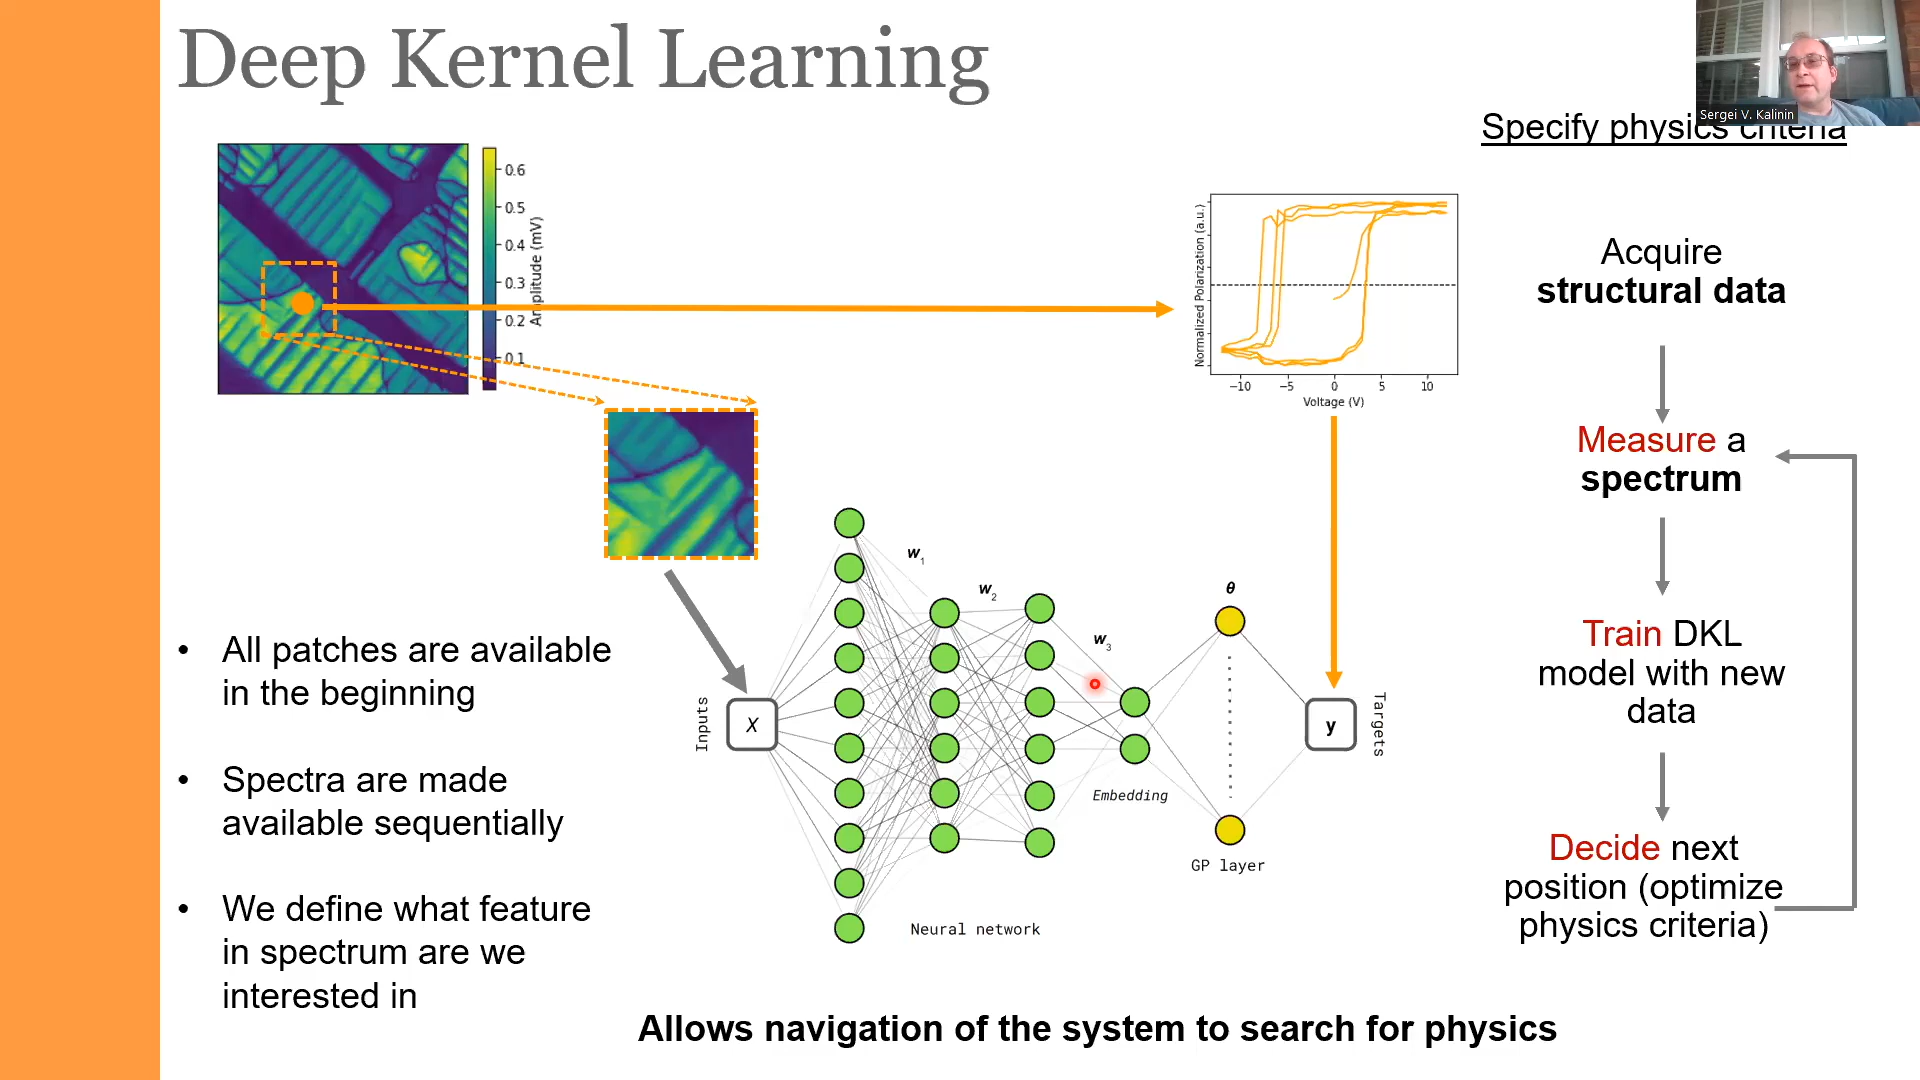 Deep Kernel Learning
Sergei V. Kalinin
Specify physics criteria
0.6
0.5
0.4
0.3
0.2
0.1
Amplitude (mV)
Normalized Polarization (a.u.)
−10
−5
0
5
10
Voltage (V)
Acquire
structural data
Measure a
spectrum
Train DKL
model with new
data
Decide next
position (optimize
physics criteria)
All patches are available
in the beginning
Spectra are made
available sequentially
We define what feature
in spectrum are we
interested in
Inputs
X
w1
w2
w3
θ
Embedding
GP layer
Neural network
y
Targets
Allows navigation of the system to search for physics